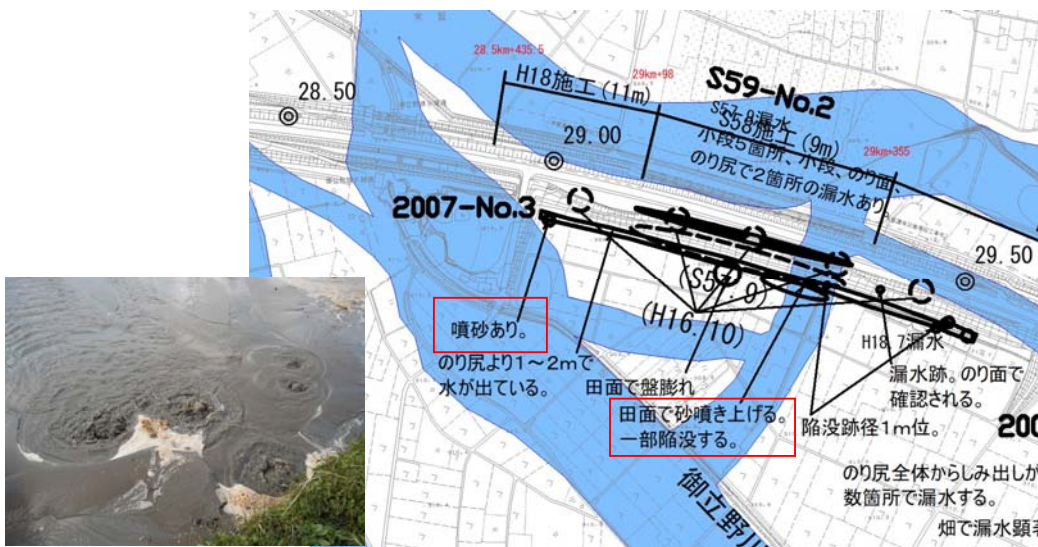 28.5km+435.5
28.50
H18施工(11m)
29km+98
S59-No.2
S57.9漏水
S58施工(9m)
29.00
小段5箇所、小段、のり面、
のり尻で2箇所の漏水あり
29km+355
2007-No.3
29.50
(S57.9)
(H16.10)
噴砂あり。
のり尻より1～2mで
水が出ている。
田面で盤膨れ
田面で砂噴き上げる。
一部陥没する。
H18.7漏水
漏水跡。のり面で
確認される。
陥没跡径1m位。
200
のり尻全体からしみ出しが
数箇所で漏水する。
畑で漏水顕著
御立野川